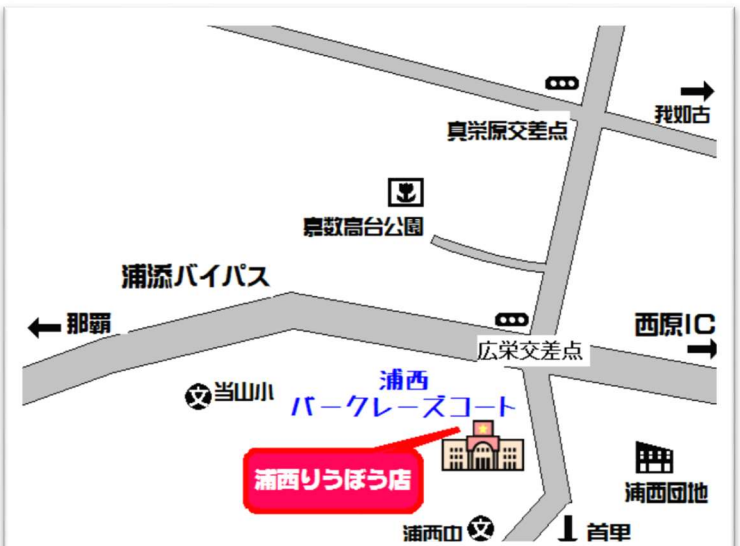 我如古
真栄原交差点
嘉数高台公園
浦添バイパス
那覇
西原IC
広栄交差点
浦西
バークレーズコート
当山小
浦西りうぼう店
浦西団地
浦西中
首里